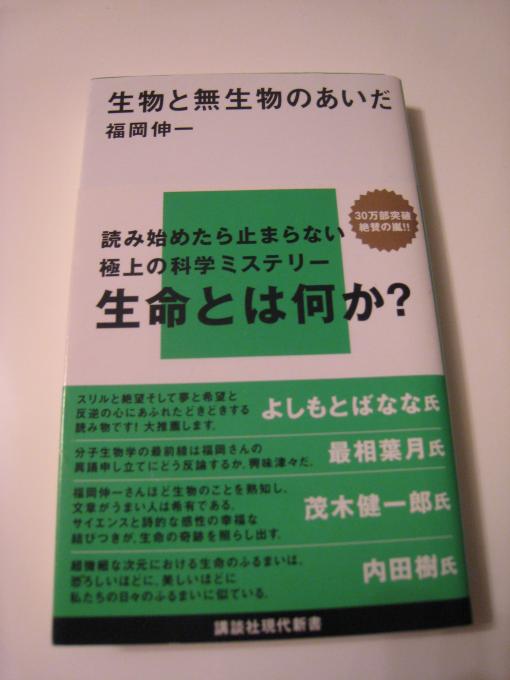 生物と無生物のあいだ
福岡伸一
30万部突破
絶賛の嵐!!
読み始めたら止まらない
極上の科学ミステリー
生命とは何か?
スリルと絶望そして夢と希望と
反逆の心にあふれたどきどきする
読み物です! 大推薦します。
よしもとばなな氏
分子生物学の最前線は福岡さんの
異議申し立てにどう反論するか。興味津々だ。
最相葉月氏
福岡伸一さんほど生物のことを熟知し、
文章がうまい人は希有である。
サイエンスと詩的な感性の幸福な
結びつきが、生命の奇跡を照らし出す。
茂木健一郎氏
超微細な次元における生命のふるまいは、
恐ろしいほどに、美しいほどに
私たちの日々のふるまいに似ている。
内田樹氏
講談社現代新書